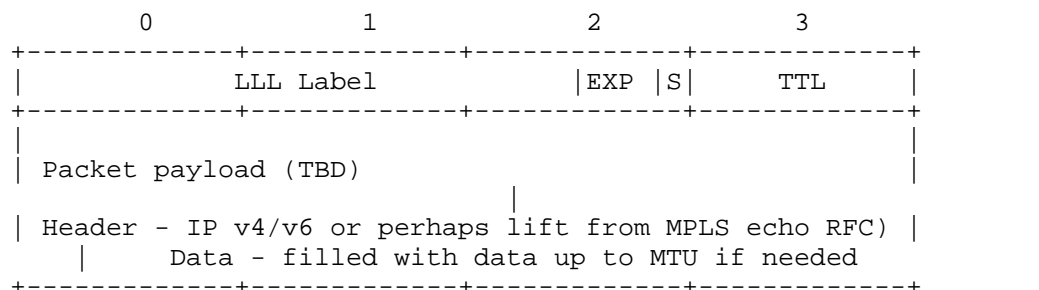 0 1 2 3
+-------------+-------------+-------------+-------------+
| LLL Label |EXP |S| TTL |
+-------------+-------------+-------------+-------------+
| |
| Packet payload (TBD) |
|
| Header - IP v4/v6 or perhaps lift from MPLS echo RFC) |
| Data - filled with data up to MTU if needed
+-------------+-------------+-------------+-------------+